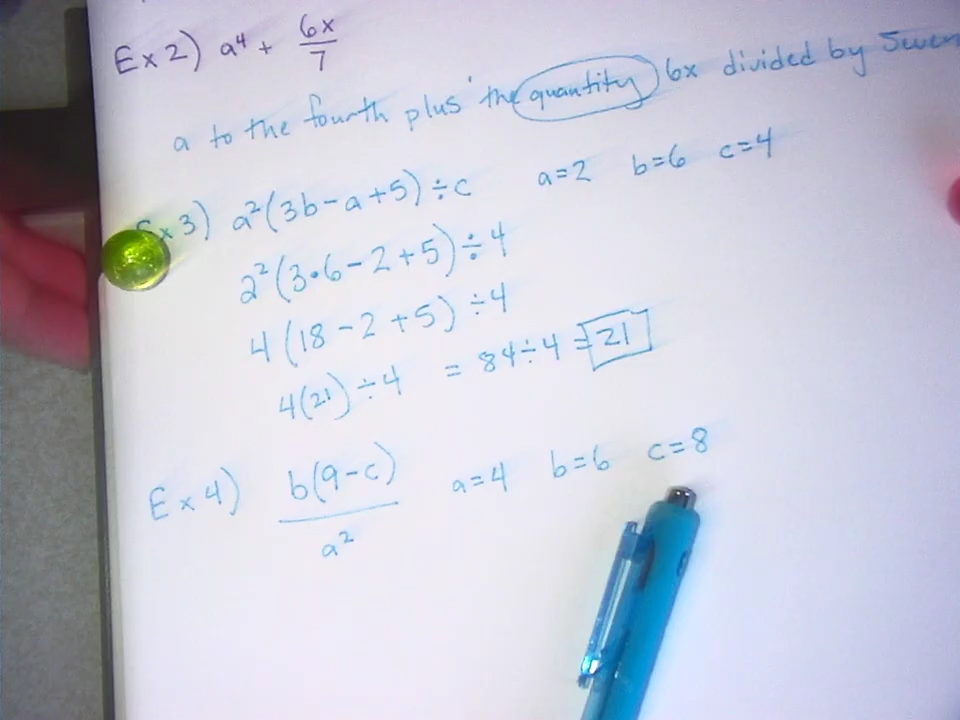 Ex 2) a⁴ + 6x/7
a to the fourth plus the quantity 6x divided by Seven
Ex 3) a²(3b - a + 5) ÷ c a=2 b=6 c=4
2²(3•6 - 2 + 5) ÷ 4
4(18 - 2 + 5) ÷ 4
4(21) ÷ 4 = 84 ÷ 4 = 21
Ex 4) b(9-c)/a² a=4 b=6 c=8